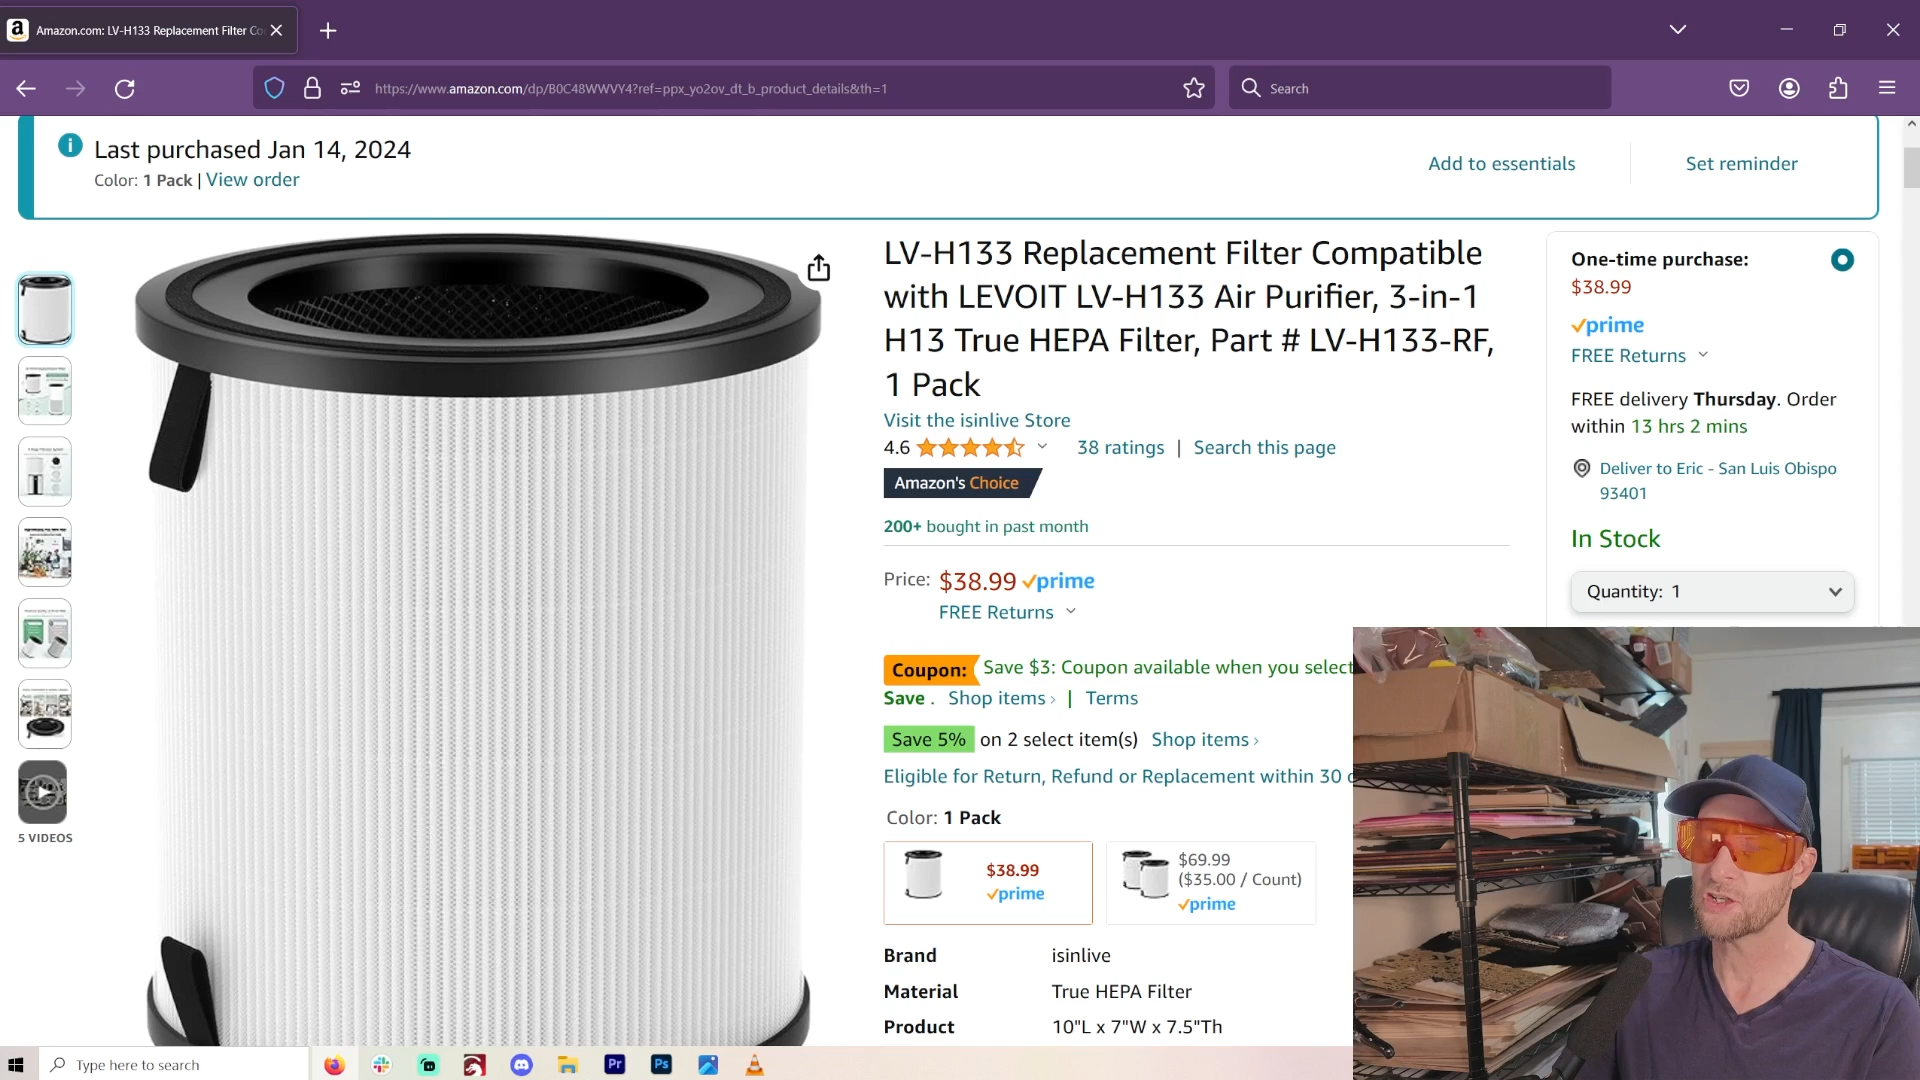 Amazon.com: LV-H133 Replacement Filter Co
https://www.amazon.com/dp/B0C48WWVY4?ref=ppx_yo2ov_dt_b_product_details&th=1
Search
Last purchased Jan 14, 2024
Color: 1 Pack | View order
Add to essentials
Set reminder
LV-H133 Replacement Filter Compatible
with LEVOIT LV-H133 Air Purifier, 3-in-1
H13 True HEPA Filter, Part # LV-H133-RF,
1 Pack
Visit the isinlive Store
4.6
38 ratings | Search this page
Amazon's Choice
200+ bought in past month
Price: $38.99 prime
FREE Returns
Coupon: Save $3: Coupon available when you select
Save . Shop items › | Terms
Save 5% on 2 select item(s) Shop items ›
Eligible for Return, Refund or Replacement within 30
Color: 1 Pack
$38.99
prime
$69.99
($35.00 / Count)
prime
Brand isinlive
Material True HEPA Filter
Product 10"L x 7"W x 7.5"Th
One-time purchase:
$38.99
prime
FREE Returns
FREE delivery Thursday. Order
within 13 hrs 2 mins
Deliver to Eric - San Luis Obispo
93401
In Stock
Quantity: 1
5 VIDEOS
Type here to search
Pr
Ps